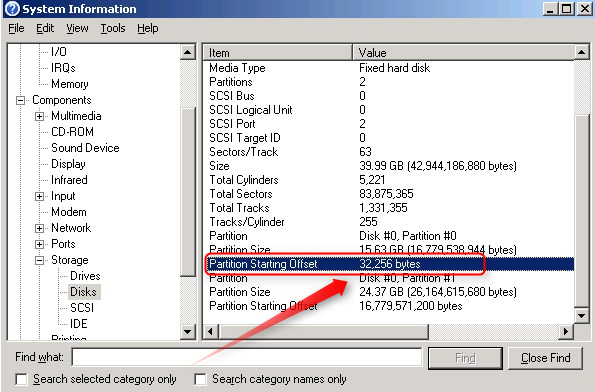 System Information
File Edit View Tools Help
I/O
IRQs
Memory
Components
Multimedia
CD-ROM
Sound Device
Display
Infrared
Input
Modem
Network
Ports
Storage
Drives
Disks
SCSI
IDE
Printing
Item Value
Media Type Fixed hard disk
Partitions 2
SCSI Bus 0
SCSI Logical Unit 0
SCSI Port 2
SCSI Target ID 0
Sectors/Track 63
Size 39.99 GB (42,944,186,880 bytes)
Total Cylinders 5,221
Total Sectors 83,875,365
Total Tracks 1,331,355
Tracks/Cylinder 255
Partition Disk #0, Partition #0
Partition Size 15.63 GB (16,779,538,944 bytes)
Partition Starting Offset 32,256 bytes
Partition Disk #0, Partition #1
Partition Size 24.37 GB (26,164,615,680 bytes)
Partition Starting Offset 16,779,571,200 bytes
Find what: Find Close Find
Search selected category only Search category names only